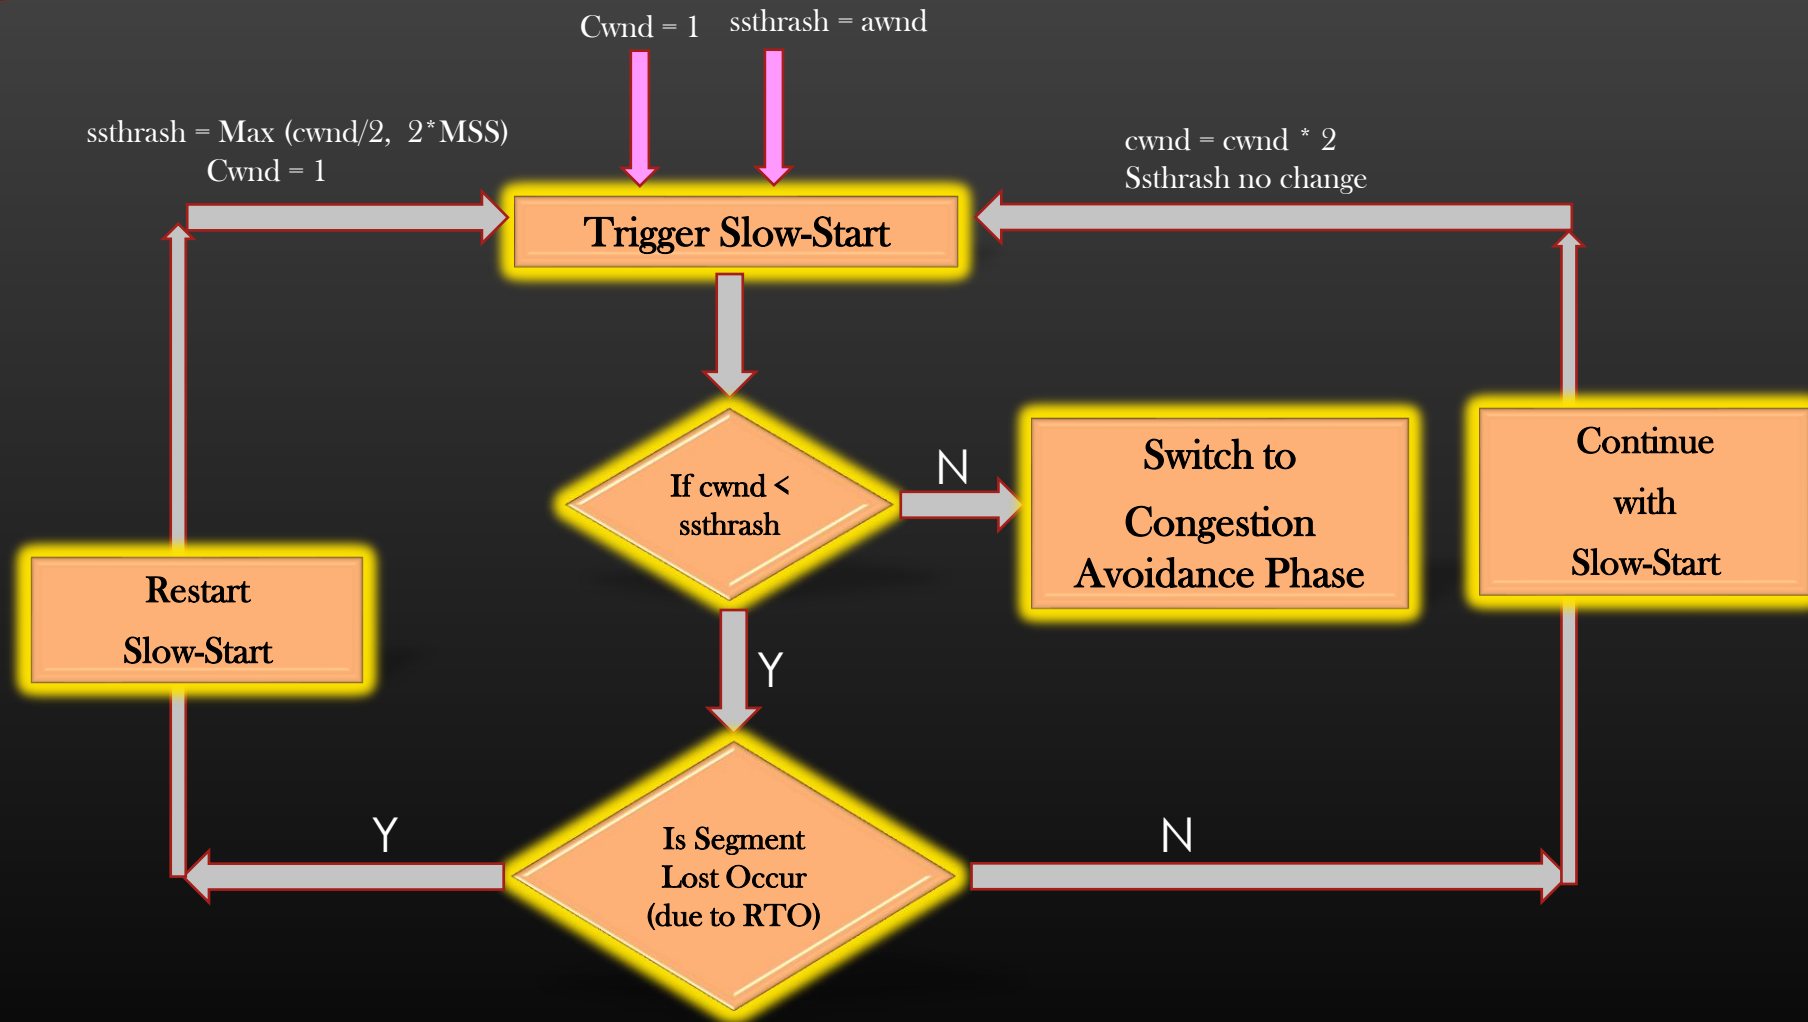 Cwnd = 1
ssthrash = awnd
ssthrash = Max (cwnd/2, 2*MSS)
Cwnd = 1
cwnd = cwnd * 2
Ssthrash no change
Trigger Slow-Start
If cwnd <
ssthrash
N
Switch to
Congestion
Avoidance Phase
Continue
with
Slow-Start
Restart
Slow-Start
Y
Y
Is Segment
Lost Occur
(due to RTO)
N